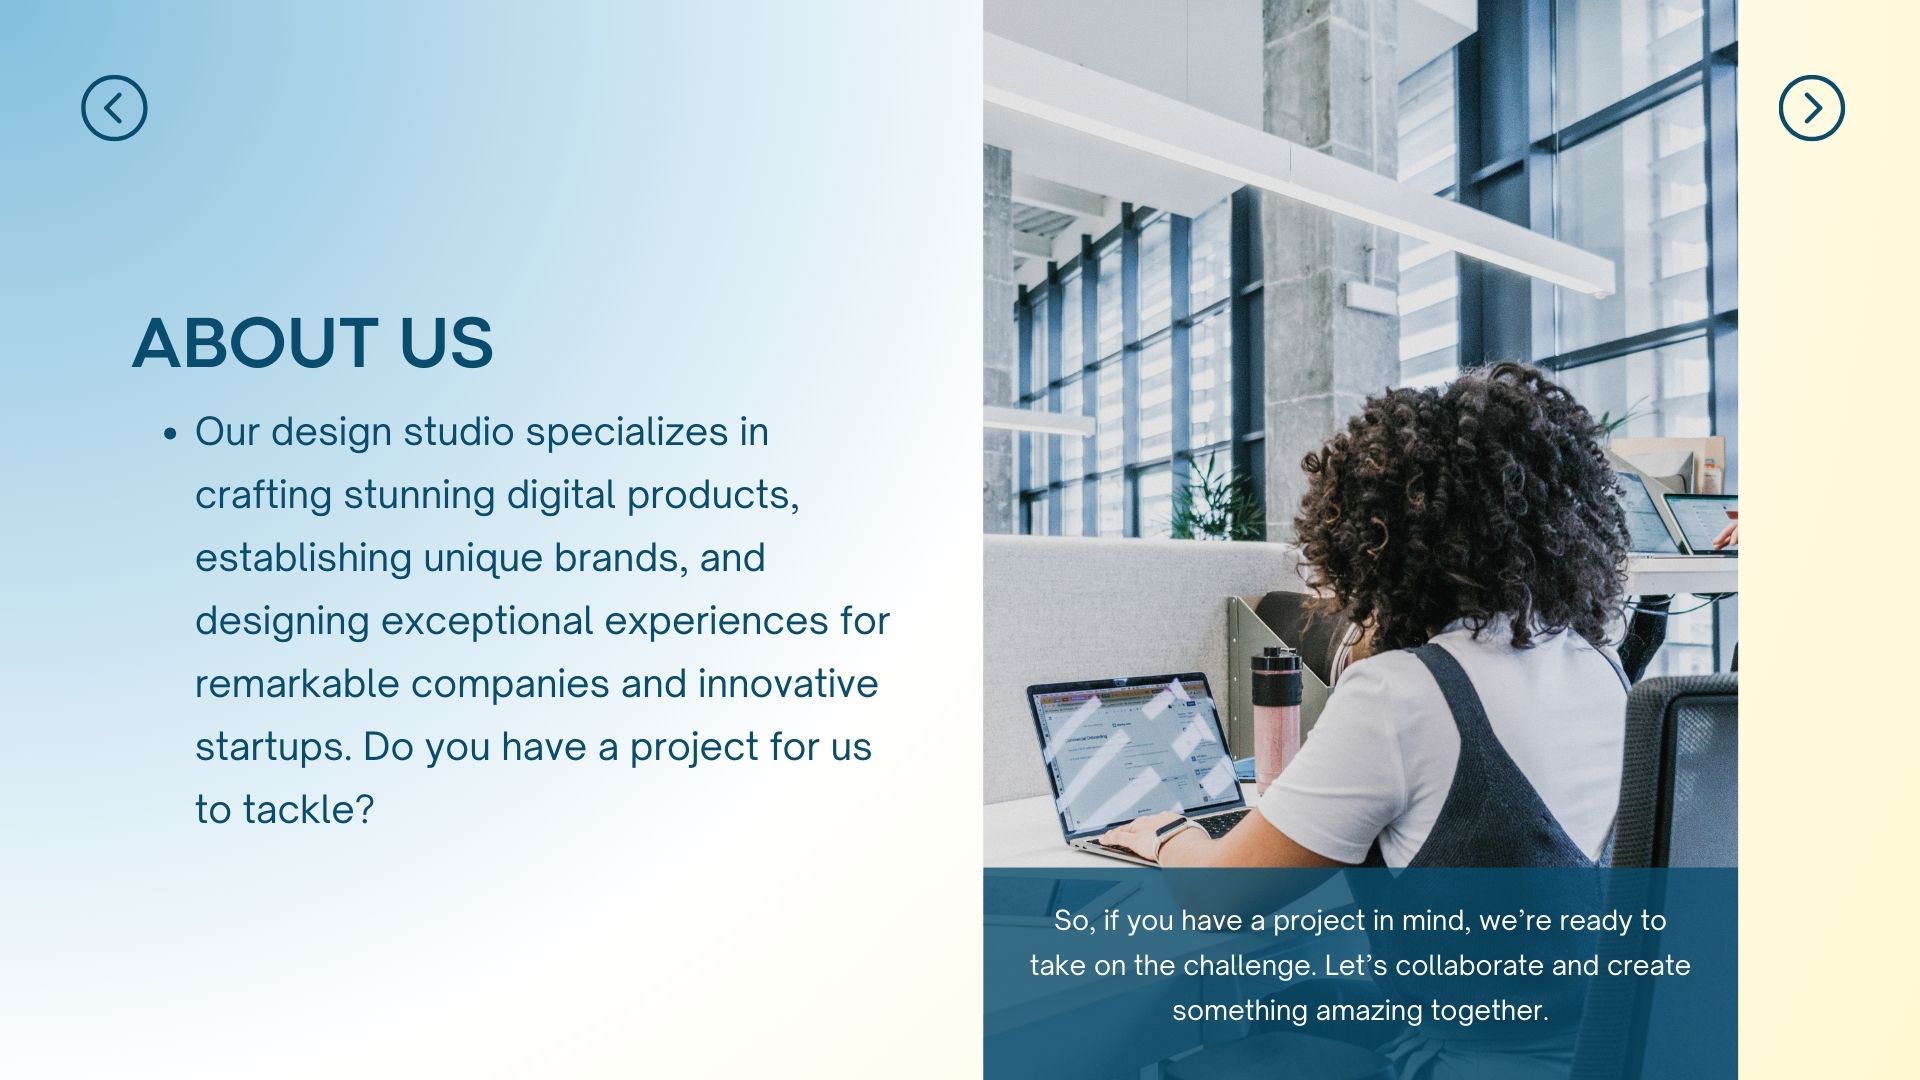 ABOUT US
• Our design studio specializes in
crafting stunning digital products,
establishing unique brands, and
designing exceptional experiences for
remarkable companies and innovative
startups. Do you have a project for us
to tackle?
So, if you have a project in mind, we’re ready to
take on the challenge. Let’s collaborate and create
something amazing together.